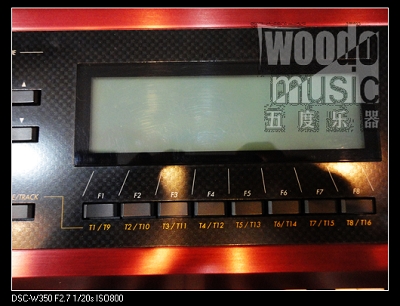 woodo
music
五度乐器
E
E/TRACK
F1 F2 F3 F4 F5 F6 F7 F8
T1 / T9 T2 / T10 T3 / T11 T4 / T12 T5 / T13 T6 / T14 T7 / T15 T8 / T16
DSC-W350 F2.7 1/20s ISO800